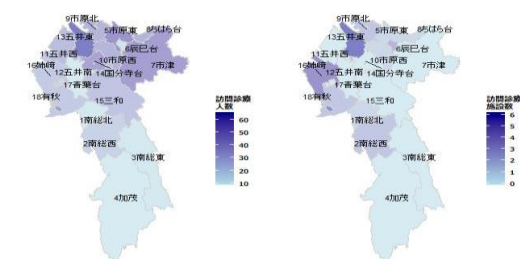 9市原北
5市原東
8ちはら台
13五井東
6辰巳台
11五井西
10市原西
7市津
16姉崎
12五井南
14国分寺台
17青葉台
18有秋
15三和
1南総北
2南総西
3南総東
4加茂
訪問診療
人数
60
50
40
30
20
10
9市原北
5市原東
8ちはら台
13五井東
6辰巳台
11五井西
10市原西
7市津
16姉崎
12五井南
14国分寺台
17青葉台
18有秋
15三和
1南総北
2南総西
3南総東
4加茂
訪問診療
施設数
6
5
4
3
2
1
0